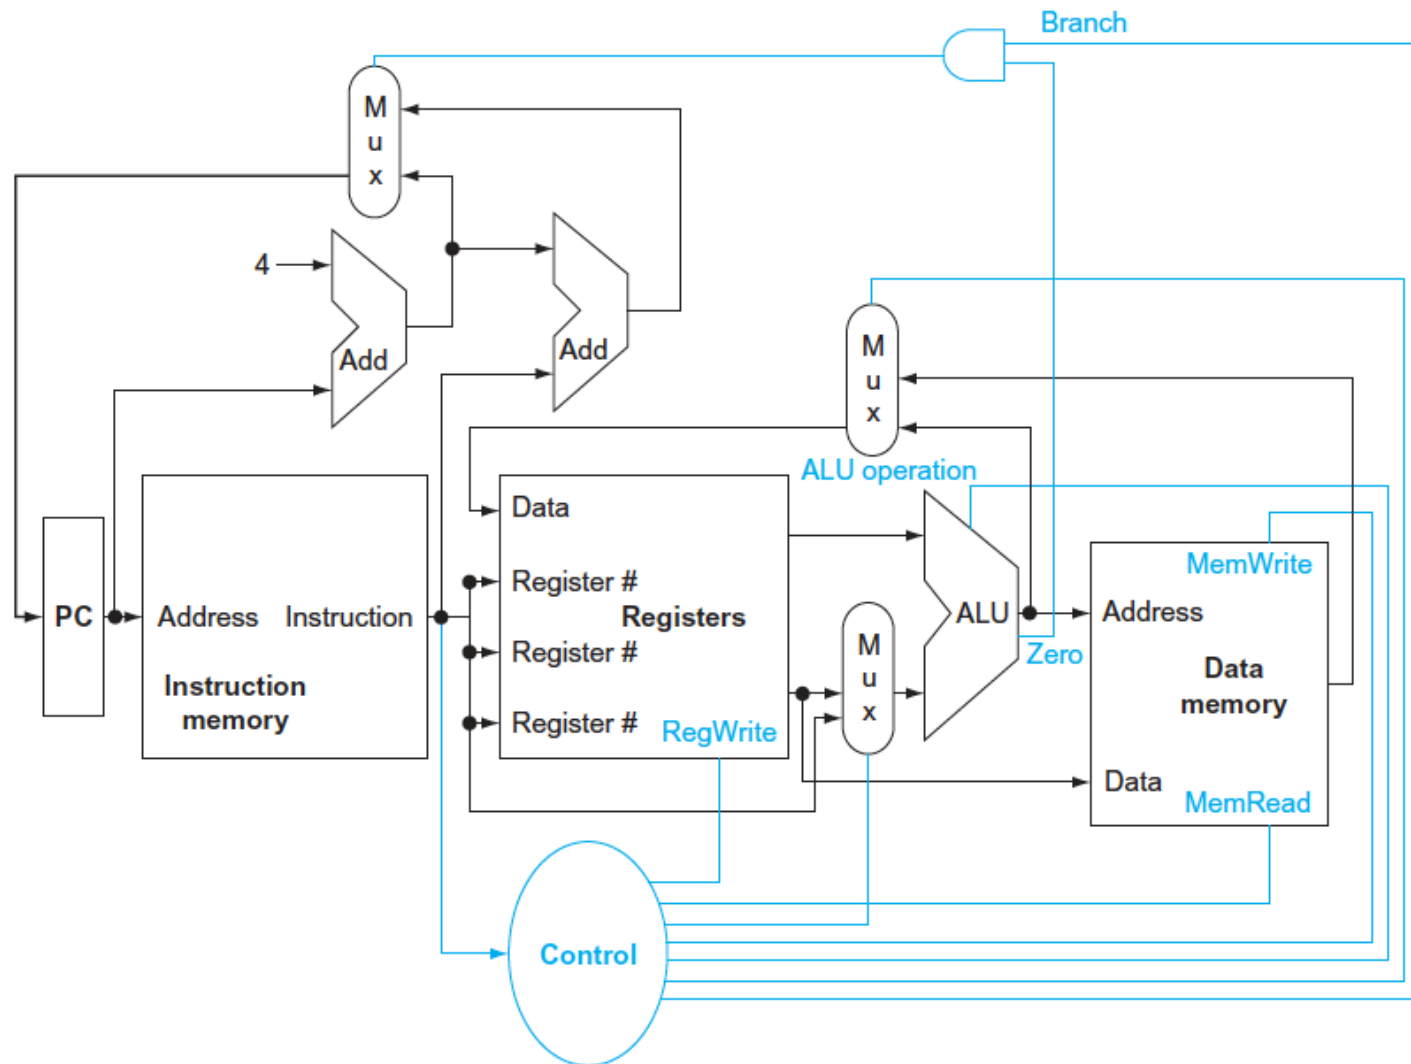 Branch
M
u
x
4
Add
Add
M
u
x
ALU operation
Data
Register #
Registers
Register #
Register #
RegWrite
PC
Address
Instruction
Instruction
memory
M
u
x
ALU
Zero
MemWrite
Address
Data
memory
Data
MemRead
Control